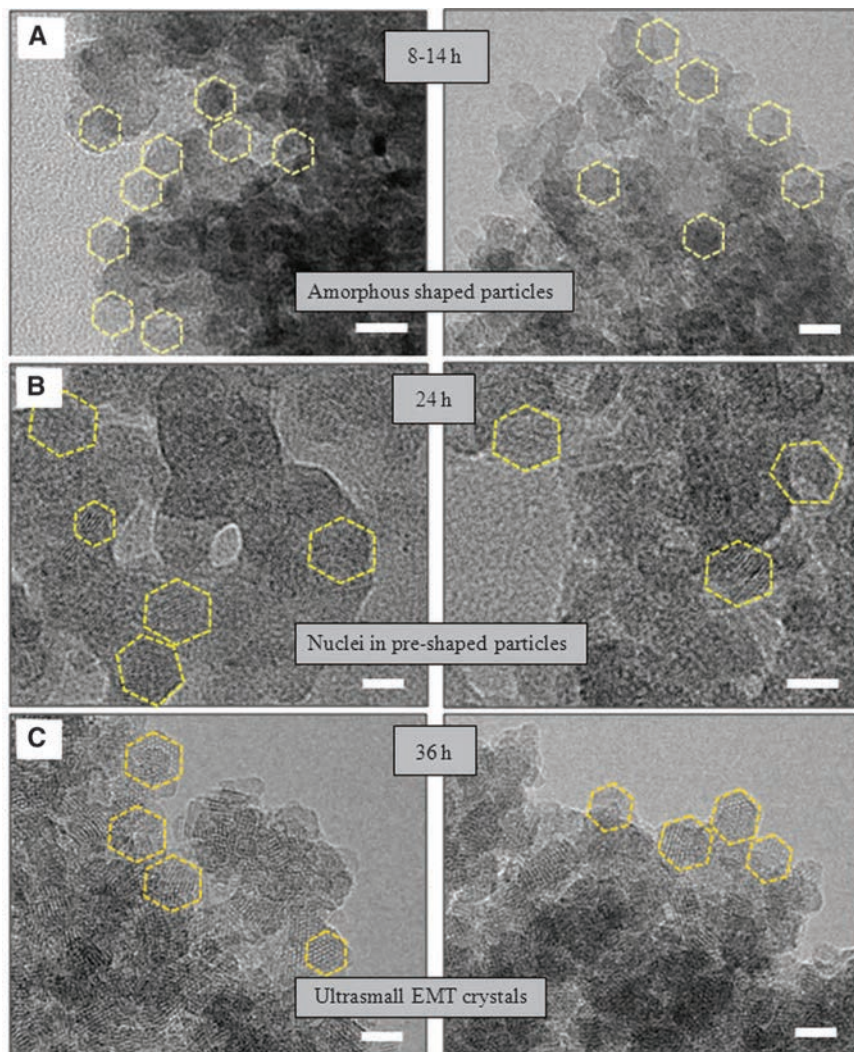 A
8-14 h
Amorphous shaped particles
B
24 h
Nuclei in pre-shaped particles
C
36 h
Ultrasmall EMT crystals